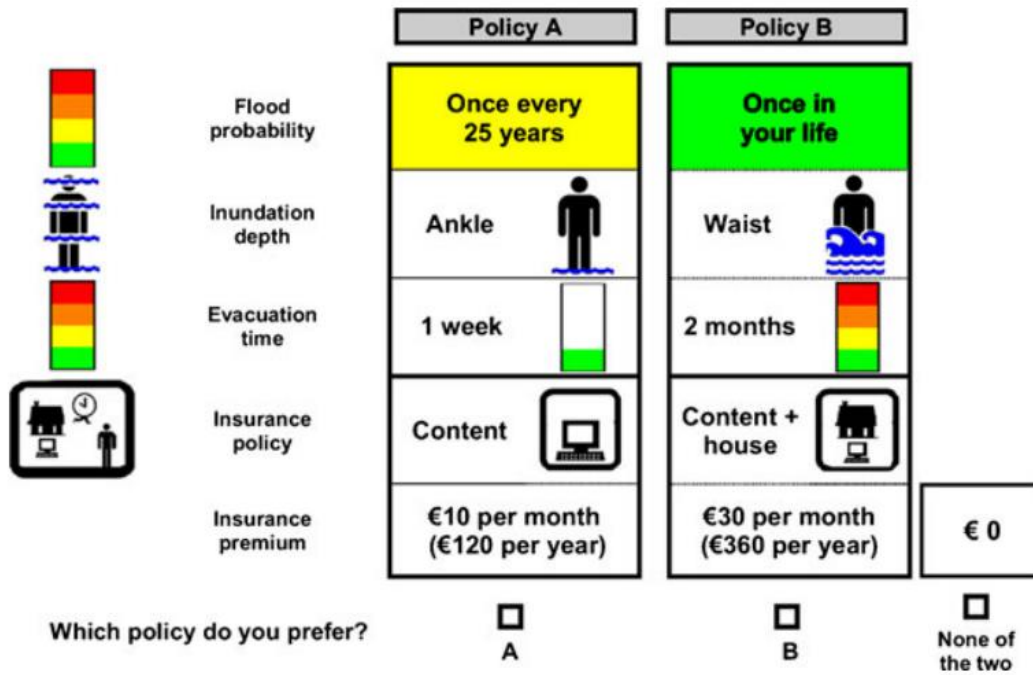 Policy A
Policy B
Flood
probability
Once every
25 years
Once in
your life
Inundation
depth
Ankle
Waist
Evacuation
time
1 week
2 months
Insurance
policy
Content
Content +
house
Insurance
premium
€10 per month
(€120 per year)
€30 per month
(€360 per year)
€ 0
Which policy do you prefer?
A
B
None of
the two